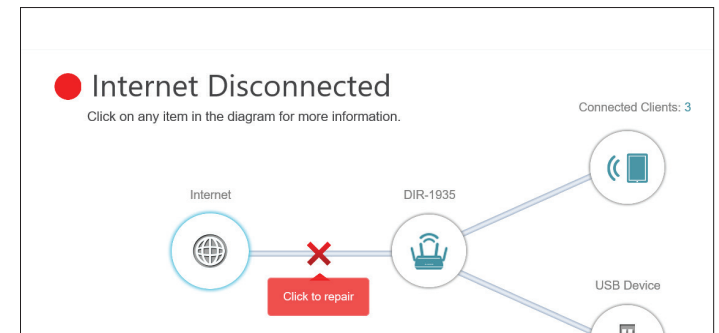 Internet Disconnected
Click on any item in the diagram for more information.
Connected Clients: 3
Internet
DIR-1935
Click to repair
USB Device